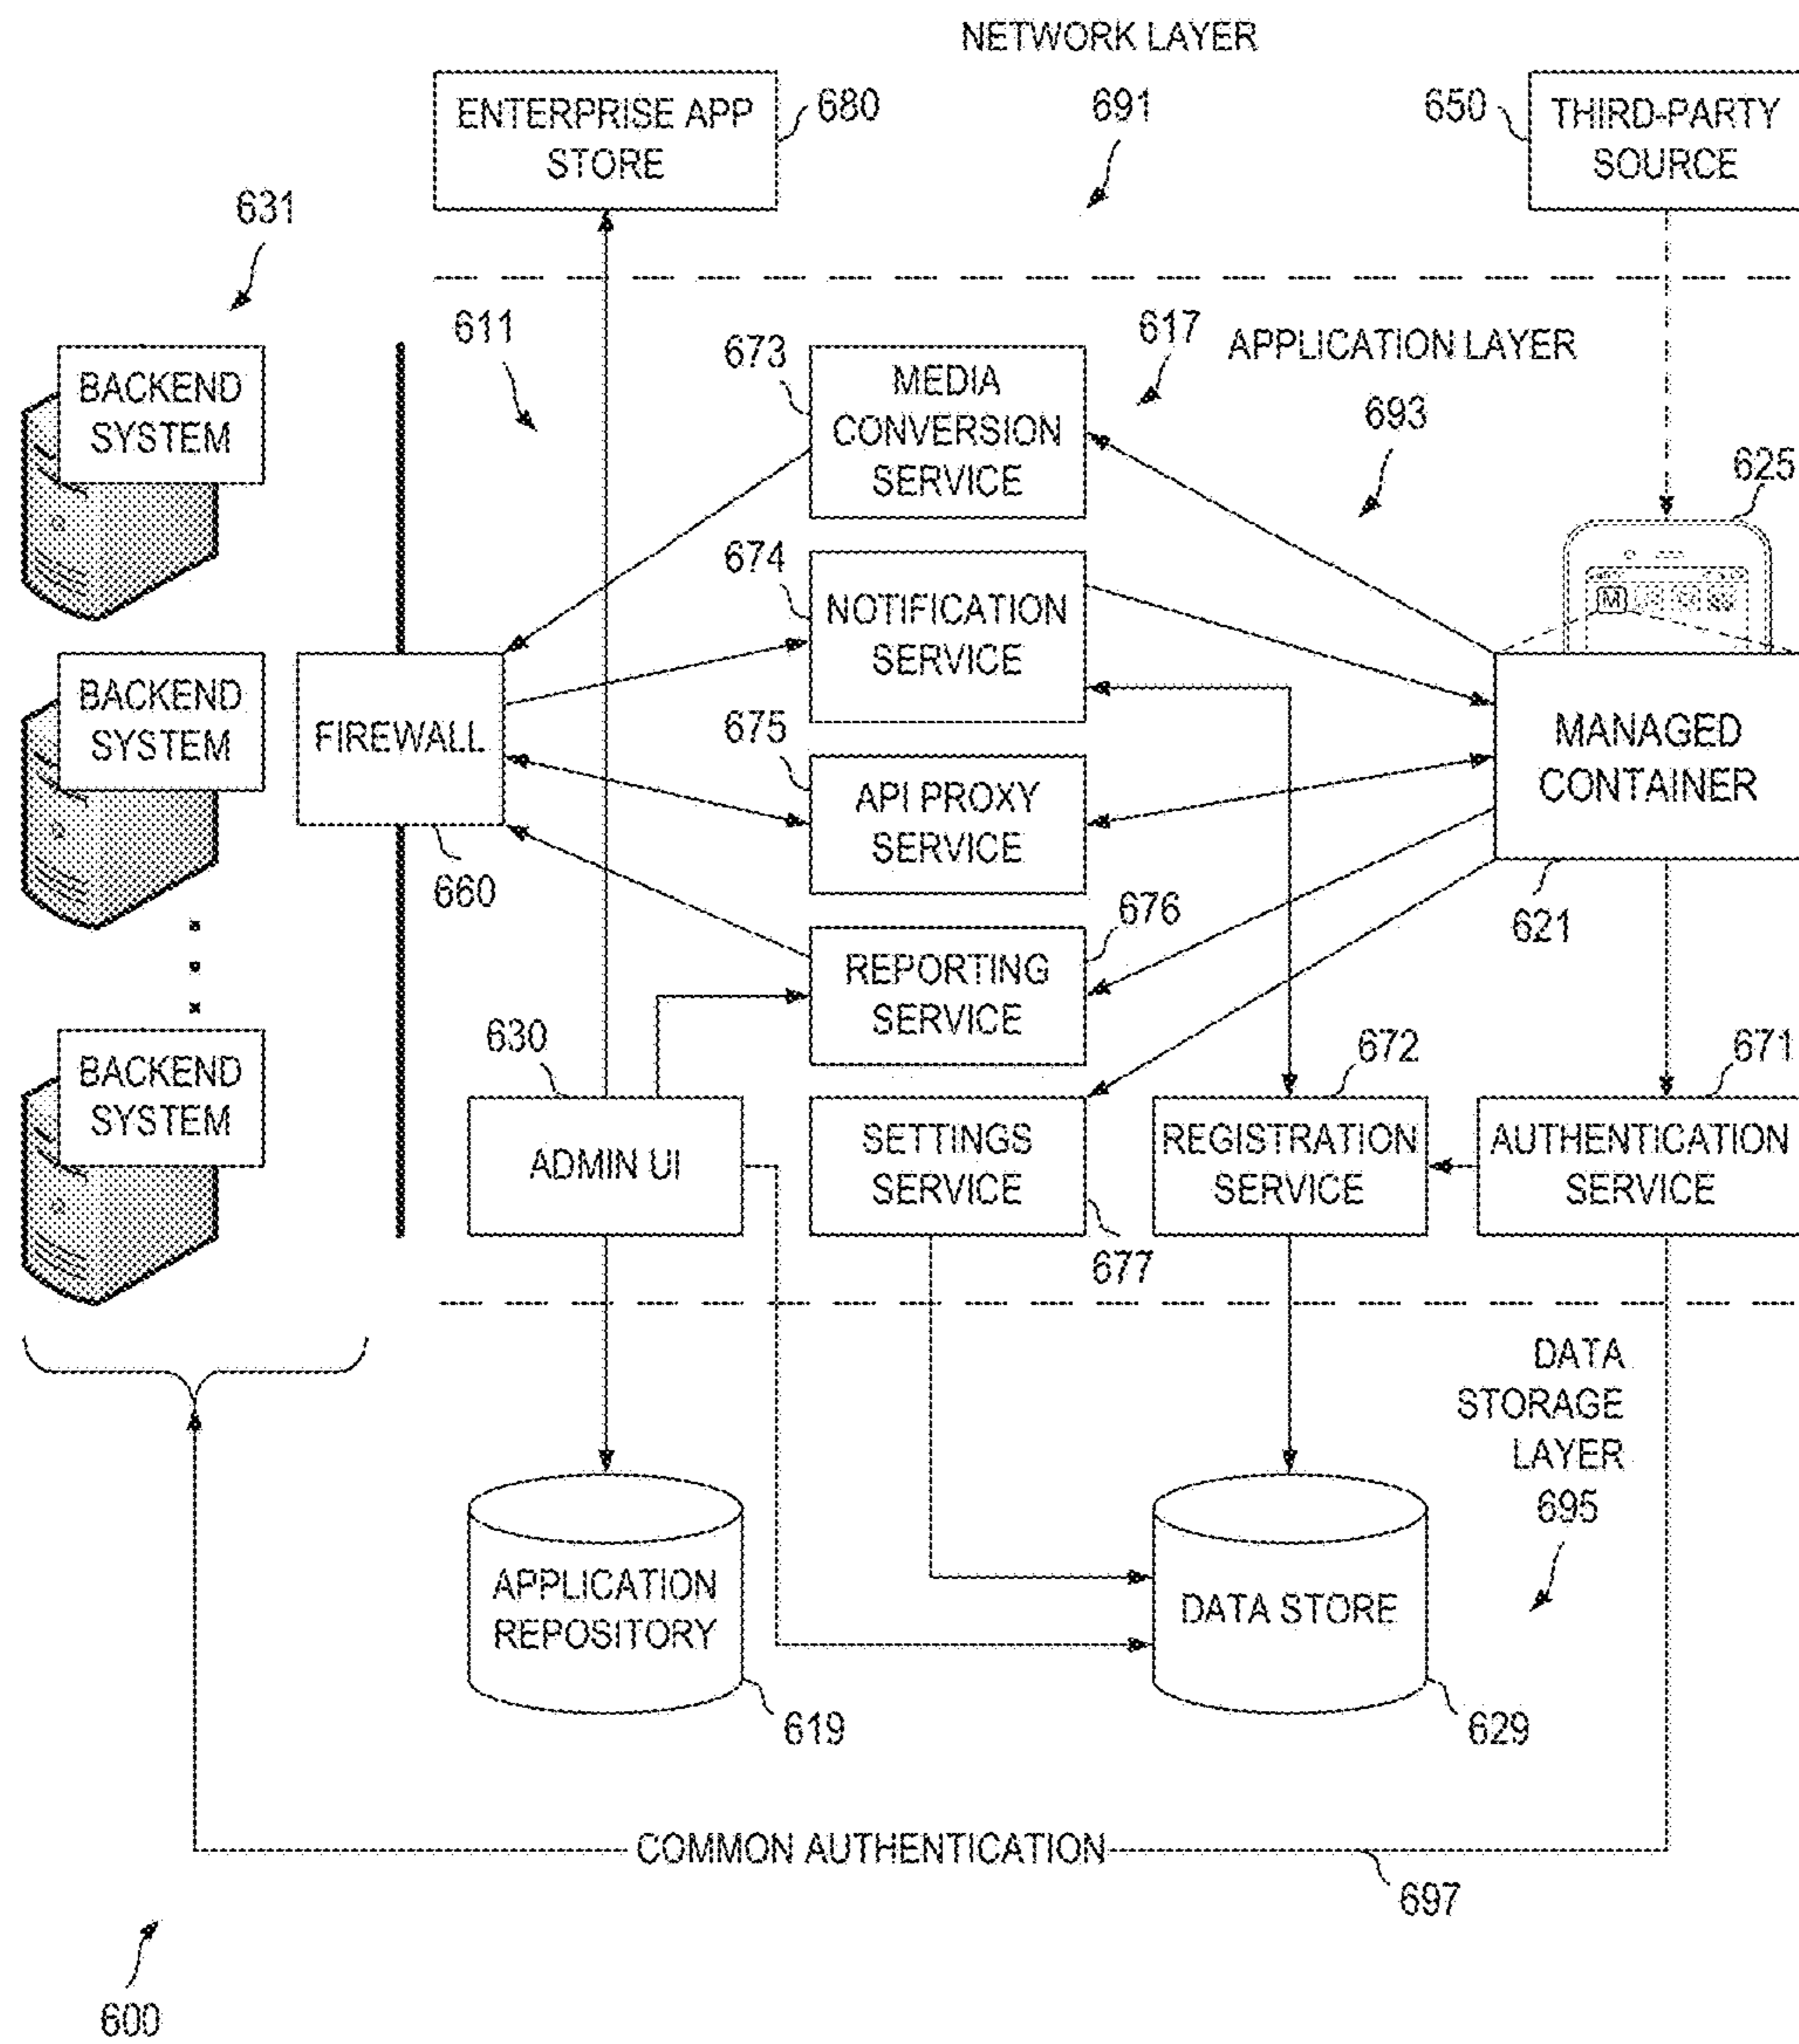 NETWORK LAYER
691
ENTERPRISE APP
STORE
680
650
THIRD-PARTY
SOURCE
631
611
617
APPLICATION LAYER
693
BACKEND
SYSTEM
673
MEDIA
CONVERSION
SERVICE
625
M
674
NOTIFICATION
SERVICE
BACKEND
SYSTEM
FIREWALL
660
675
API PROXY
SERVICE
MANAGED
CONTAINER
621
676
REPORTING
SERVICE
BACKEND
SYSTEM
630
ADMIN UI
SETTINGS
SERVICE
677
672
REGISTRATION
SERVICE
671
AUTHENTICATION
SERVICE
DATA
STORAGE
LAYER
695
APPLICATION
REPOSITORY
619
DATA STORE
629
COMMON AUTHENTICATION
697
600